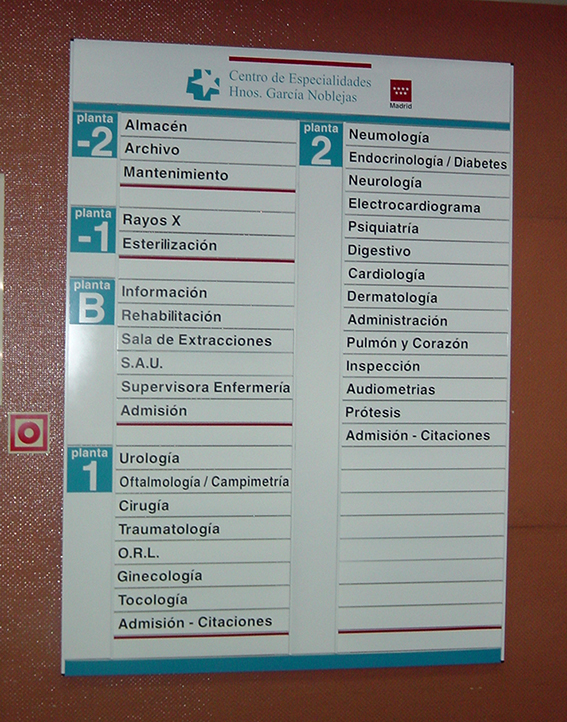 Centro de Especialidades
Hnos. García Noblejas
Madrid
planta
-2
Almacén
Archivo
Mantenimiento
planta
-1
Rayos X
Esterilización
planta
B
Información
Rehabilitación
Sala de Extracciones
S.A.U.
Supervisora Enfermería
Admisión
planta
1
Urología
Oftalmología / Campimetría
Cirugía
Traumatología
O.R.L.
Ginecología
Tocología
Admisión - Citaciones
planta
2
Neumología
Endocrinología / Diabetes
Neurología
Electrocardiograma
Psiquiatría
Digestivo
Cardiología
Dermatología
Administración
Pulmón y Corazón
Inspección
Audiometrias
Prótesis
Admisión - Citaciones